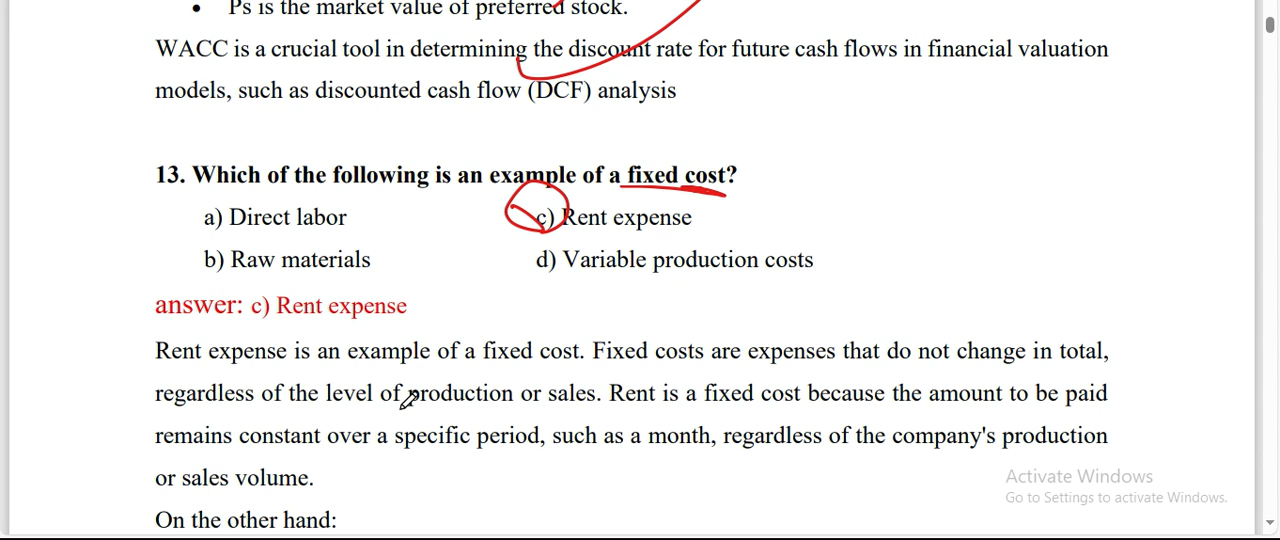 • Ps is the market value of preferred stock.
WACC is a crucial tool in determining the discount rate for future cash flows in financial valuation
models, such as discounted cash flow (DCF) analysis
13. Which of the following is an example of a fixed cost?
a) Direct labor c) Rent expense
b) Raw materials d) Variable production costs
answer: c) Rent expense
Rent expense is an example of a fixed cost. Fixed costs are expenses that do not change in total,
regardless of the level of production or sales. Rent is a fixed cost because the amount to be paid
remains constant over a specific period, such as a month, regardless of the company's production
or sales volume.
On the other hand:
Activate Windows
Go to Settings to activate Windows.